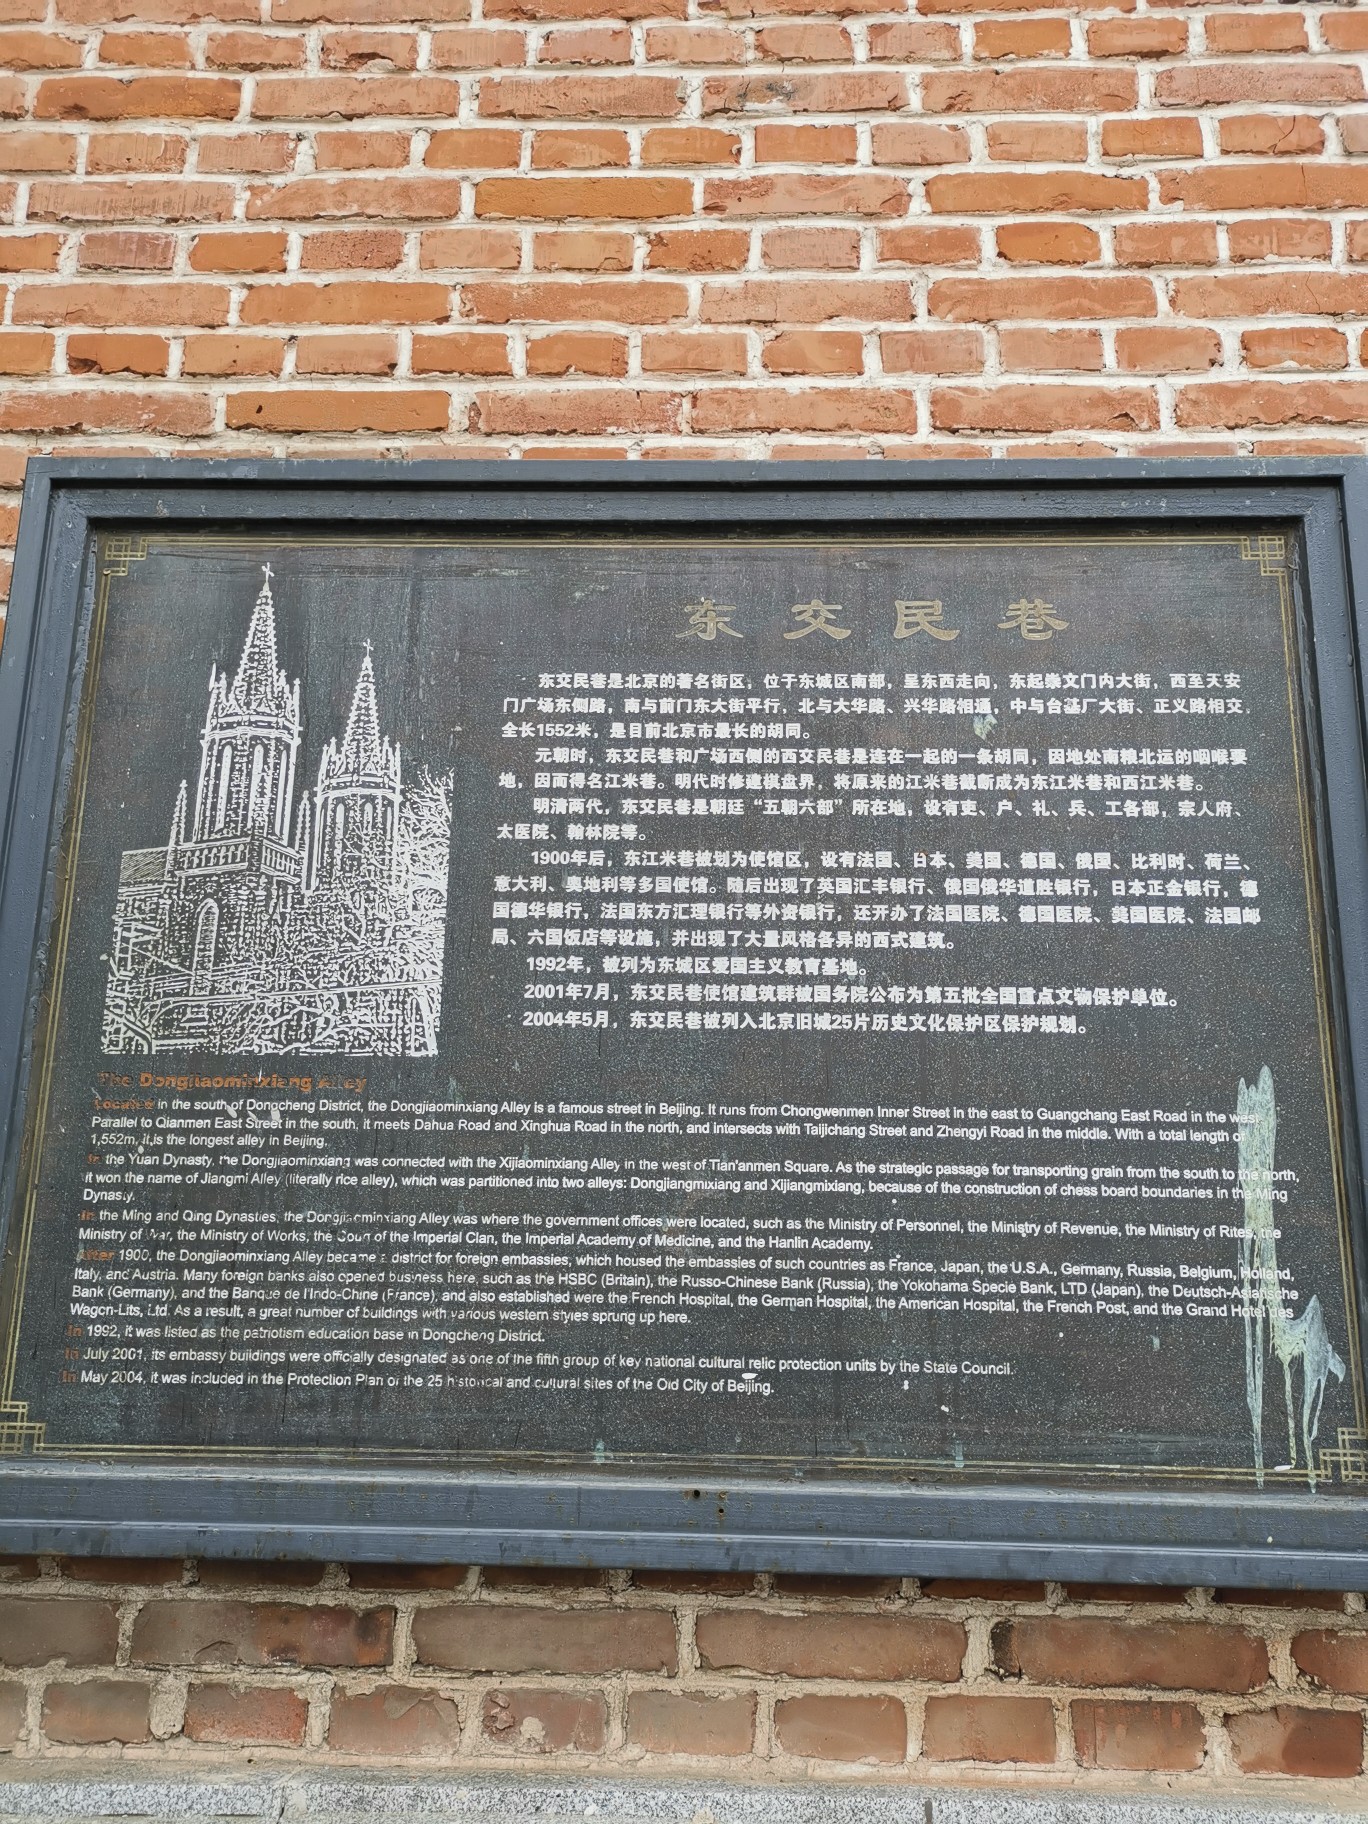 东交民巷
东交民巷是北京的著名街区，位于东城区南部，呈东西走向，东起崇文门内大街，西至天安
门广场东侧路，南与前门东大街平行，北与大华路、兴华路相通，中与台基厂大街、正义路相交，
全长1552米，是目前北京市最长的胡同。
元朝时，东交民巷和广场西侧的西交民巷是连在一起的一条胡同，因地处南粮北运的咽喉要
地，因而得名江米巷。明代时修建棋盘界，将原来的江米巷截断成为东江米巷和西江米巷。
明清两代，东交民巷是朝廷“五朝六部”所在地，设有吏、户、礼、兵、工各部，宗人府、
太医院、翰林院等。
1900年后，东江米巷被划为使馆区，设有法国、日本、美国、德国、俄国、比利时、荷兰、
意大利、奥地利等多国使馆。随后出现了英国汇丰银行、俄国俄华道胜银行，日本正金银行，德
国德华银行，法国东方汇理银行等外资银行，还开办了法国医院、德国医院、美国医院、法国邮
局、六国饭店等设施，并出现了大量风格各异的西式建筑。
1992年，被列为东城区爱国主义教育基地。
2001年7月，东交民巷使馆建筑群被国务院公布为第五批全国重点文物保护单位。
2004年5月，东交民巷被列入北京旧城25片历史文化保护区保护规划。
The Dongjiaominxiang Alley
Located in the south of Dongcheng District, the Dongjiaominxiang Alley is a famous street in Beijing. It runs from Chongwenmen Inner Street in the east to Guangchang East Road in the west.
Parallel to Qianmen East Street in the south, it meets Dahua Road and Xinghua Road in the north, and intersects with Taijichang Street and Zhengyi Road in the middle. With a total length of
1,552m, it is the longest alley in Beijing.
In the Yuan Dynasty, the Dongjiaominxiang was connected with the Xijiaominxiang Alley in the west of Tian'anmen Square. As the strategic passage for transporting grain from the south to the north,
it won the name of Jiangmi Alley (literally rice alley), which was partitioned into two alleys: Dongjiangmixiang and Xijiangmixiang, because of the construction of chess board boundaries in the Ming
Dynasty.
In the Ming and Qing Dynasties, the Dongjiaominxiang Alley was where the government offices were located, such as the Ministry of Personnel, the Ministry of Revenue, the Ministry of Rites, the
Ministry of War, the Ministry of Works, the Court of the Imperial Clan, the Imperial Academy of Medicine, and the Hanlin Academy.
After 1900, the Dongjiaominxiang Alley became a district for foreign embassies, which housed the embassies of such countries as France, Japan, the U.S.A., Germany, Russia, Belgium, Holland,
Italy, and Austria. Many foreign banks also opened business here, such as the HSBC (Britain), the Russo-Chinese Bank (Russia), the Yokohama Specie Bank, LTD (Japan), the Deutsch-Asiatische
Bank (Germany), and the Banque de l'Indo-Chine (France), and also established were the French Hospital, the German Hospital, the American Hospital, the French Post, and the Grand Hotel des
Wagon-Lits, Ltd. As a result, a great number of buildings with various western styles sprung up here.
In 1992, it was listed as the patriotism education base in Dongcheng District.
In July 2001, its embassy buildings were officially designated as one of the fifth group of key national cultural relic protection units by the State Council.
In May 2004, it was included in the Protection Plan of the 25 historical and cultural sites of the Old City of Beijing.